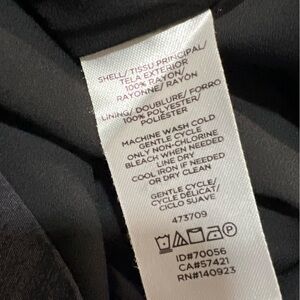 SHELL/ TISSU PRINCIPAL/
TELA EXTERIOR
100% RAYON/
RAYONNE/ RAYÓN
LINING/ DOUBLURE/ FORRO
100% POLYESTER/
POLIÉSTER
MACHINE WASH COLD
GENTLE CYCLE
ONLY NON-CHLORINE
BLEACH WHEN NEEDED
LINE DRY
COOL IRON IF NEEDED
OR DRY CLEAN
GENTLE CYCLE/
CYCLE DÉLICAT/
CICLO SUAVE
473709
P
ID#70056
CA#57421
RN#140923